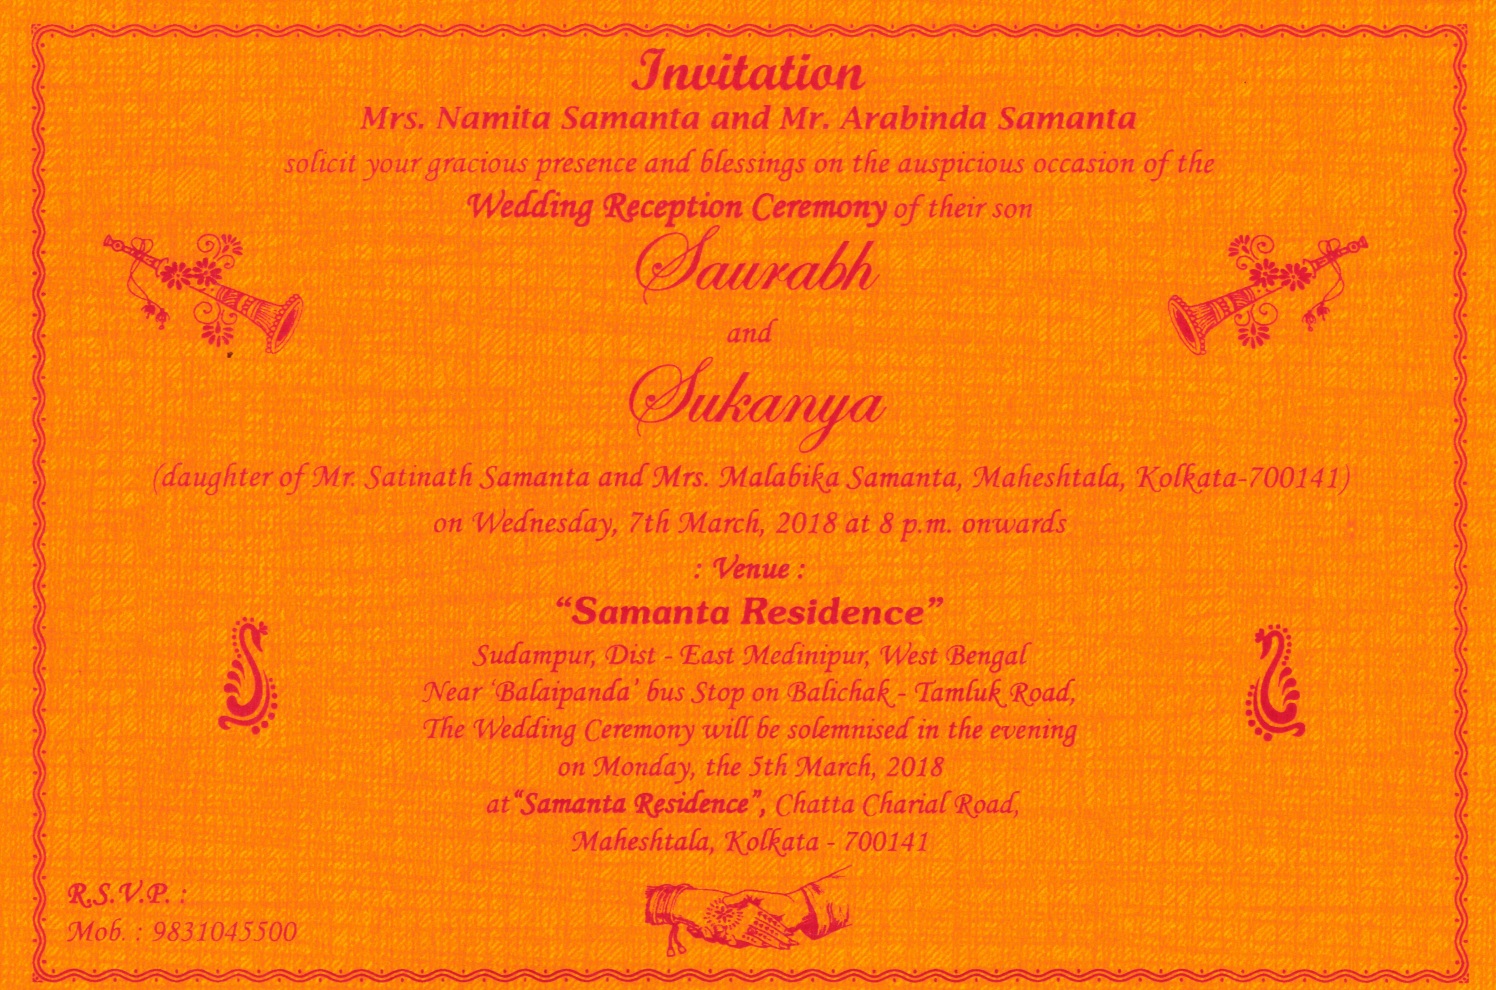 Invitation
Mrs. Namita Samanta and Mr. Arabinda Samanta
solicit your gracious presence and blessings on the auspicious occasion of the
Wedding Reception Ceremony of their son
Saurabh
and
Sukanya
(daughter of Mr. Satinath Samanta and Mrs. Malabika Samanta, Maheshtala, Kolkata-700141)
on Wednesday, 7th March, 2018 at 8 p.m. onwards
: Venue :
“Samanta Residence”
Sudampur, Dist - East Medinipur, West Bengal
Near ‘Balaipanda’ bus Stop on Balichak - Tamluk Road,
The Wedding Ceremony will be solemnised in the evening
on Monday, the 5th March, 2018
at “Samanta Residence”, Chatta Charial Road,
Maheshtala, Kolkata - 700141
R.S.V.P. :
Mob. : 9831045500